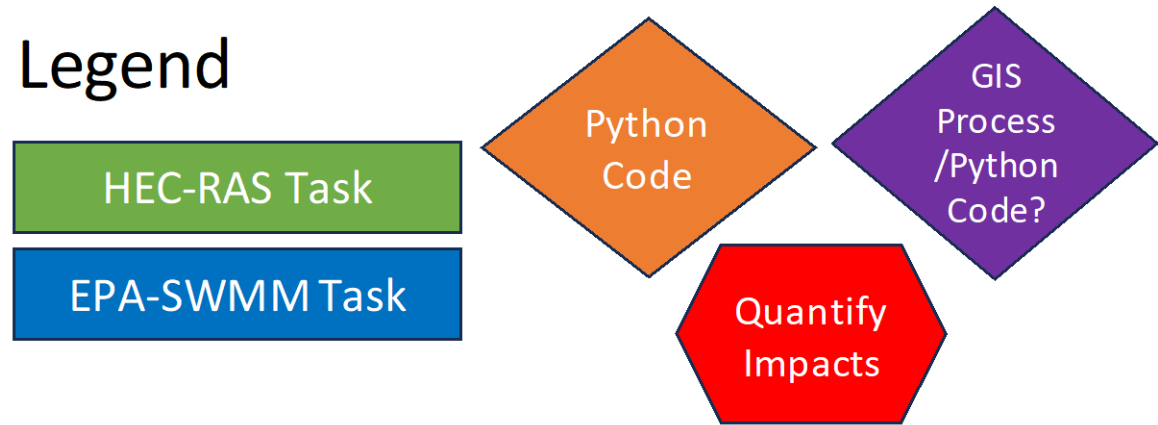 Legend
HEC-RAS Task
EPA-SWMM Task
Python
Code
GIS
Process
/Python
Code?
Quantify
Impacts